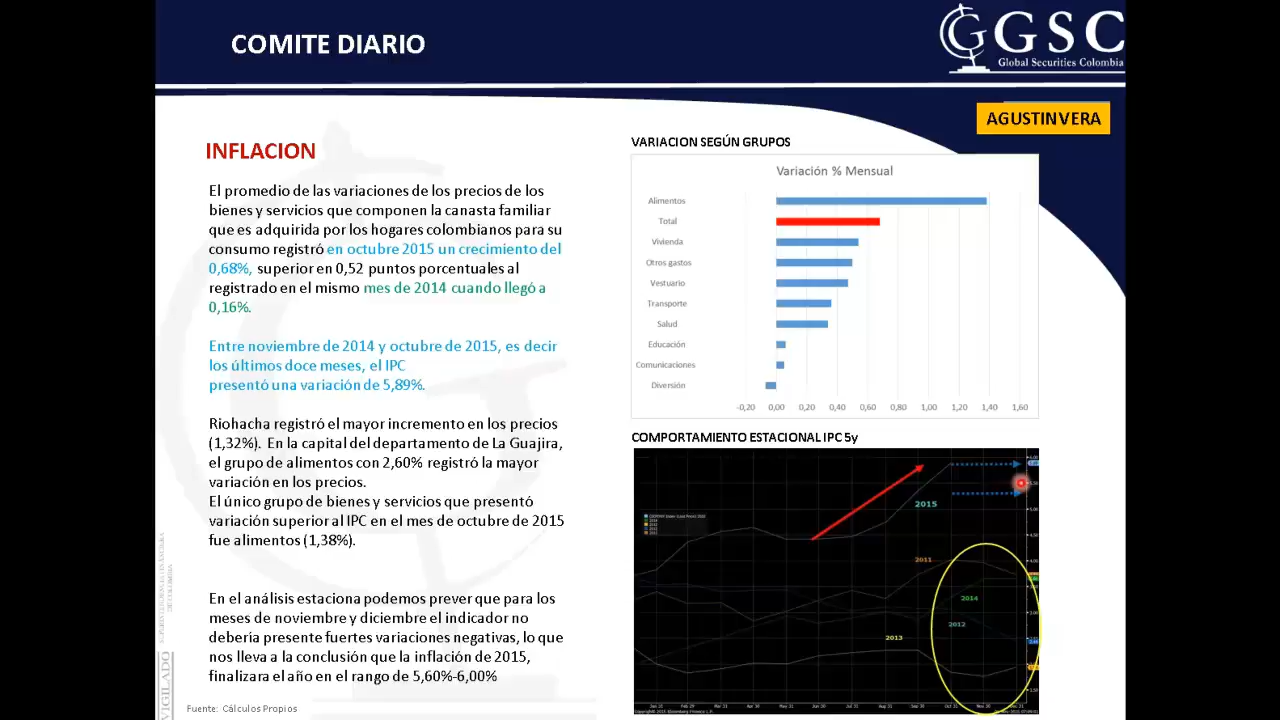 COMITE DIARIO
GSC
Global Securities Colombia
AGUSTINVERA
INFLACION
El promedio de las variaciones de los precios de los
bienes y servicios que componen la canasta familiar
que es adquirida por los hogares colombianos para su
consumo registró en octubre 2015 un crecimiento del
0,68%, superior en 0,52 puntos porcentuales al
registrado en el mismo mes de 2014 cuando llegó a
0,16%.
Entre noviembre de 2014 y octubre de 2015, es decir
los últimos doce meses, el IPC
presentó una variación de 5,89%.
Riohacha registró el mayor incremento en los precios
(1,32%). En la capital del departamento de La Guajira,
el grupo de alimentos con 2,60% registró la mayor
variación en los precios.
El único grupo de bienes y servicios que presentó
variación superior al IPC en el mes de octubre de 2015
fue alimentos (1,38%).
En el análisis estaciona podemos rever que para los
meses de noviembre y diciembre el indicador no
deberia presente fuertes variaciones negativas, lo que
nos lleva a la conclusión que la inflación de 2015,
finalizara el año en el rango de 5,60%-6,00%
Fuente: Cálculos Propios
VIGILADO
VARIACION SEGÚN GRUPOS
Variación % Mensual
Alimentos
Total
Vivienda
Otros gastos
Vestuario
Transporte
Salud
Educación
Comunicaciones
Diversión
-0,20 0,00 0,20 0,40 0,60 0,80 1,00 1,20 1,40 1,60
COMPORTAMIENTO ESTACIONAL IPC 5y
2015
2011
2014
2012
2013